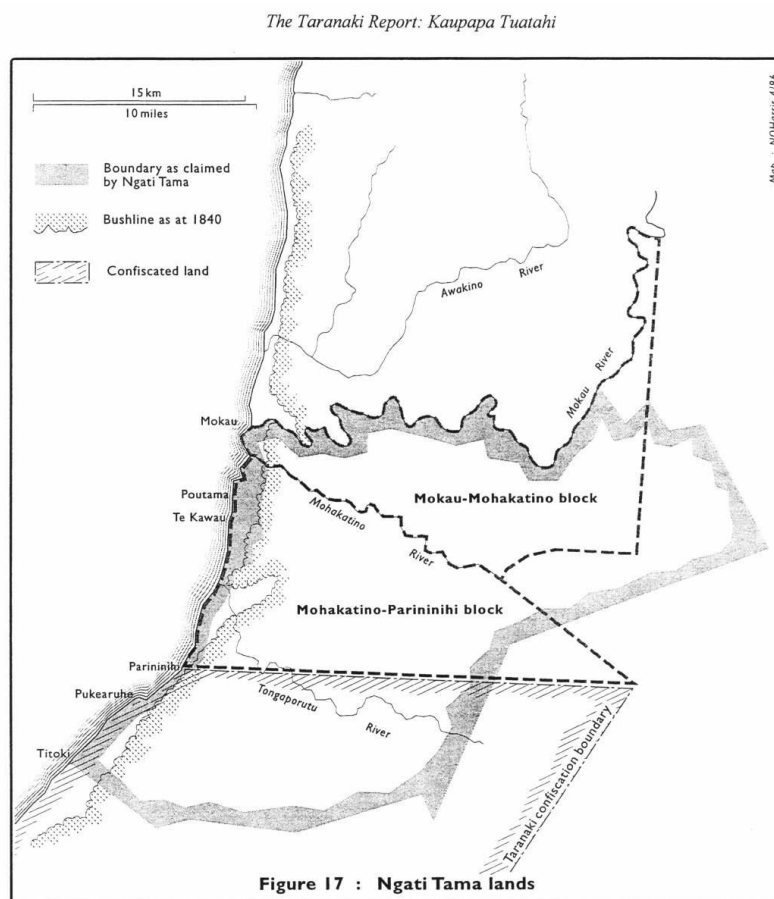 The Taranaki Report: Kaupapa Tuatahi
15 km
10 miles
Boundary as claimed
by Ngati Tama
Bushline as at 1840
Confiscated land
Awakino River
Mokau River
Mokau
Poutama
Te Kawau
Mokau-Mohakatino block
Mohakatino River
Mohakatino-Parininihi block
Parininihi
Pukearuhe
Tongaporutu River
Titoki
Taranaki confiscation boundary
Figure 17 : Ngati Tama lands